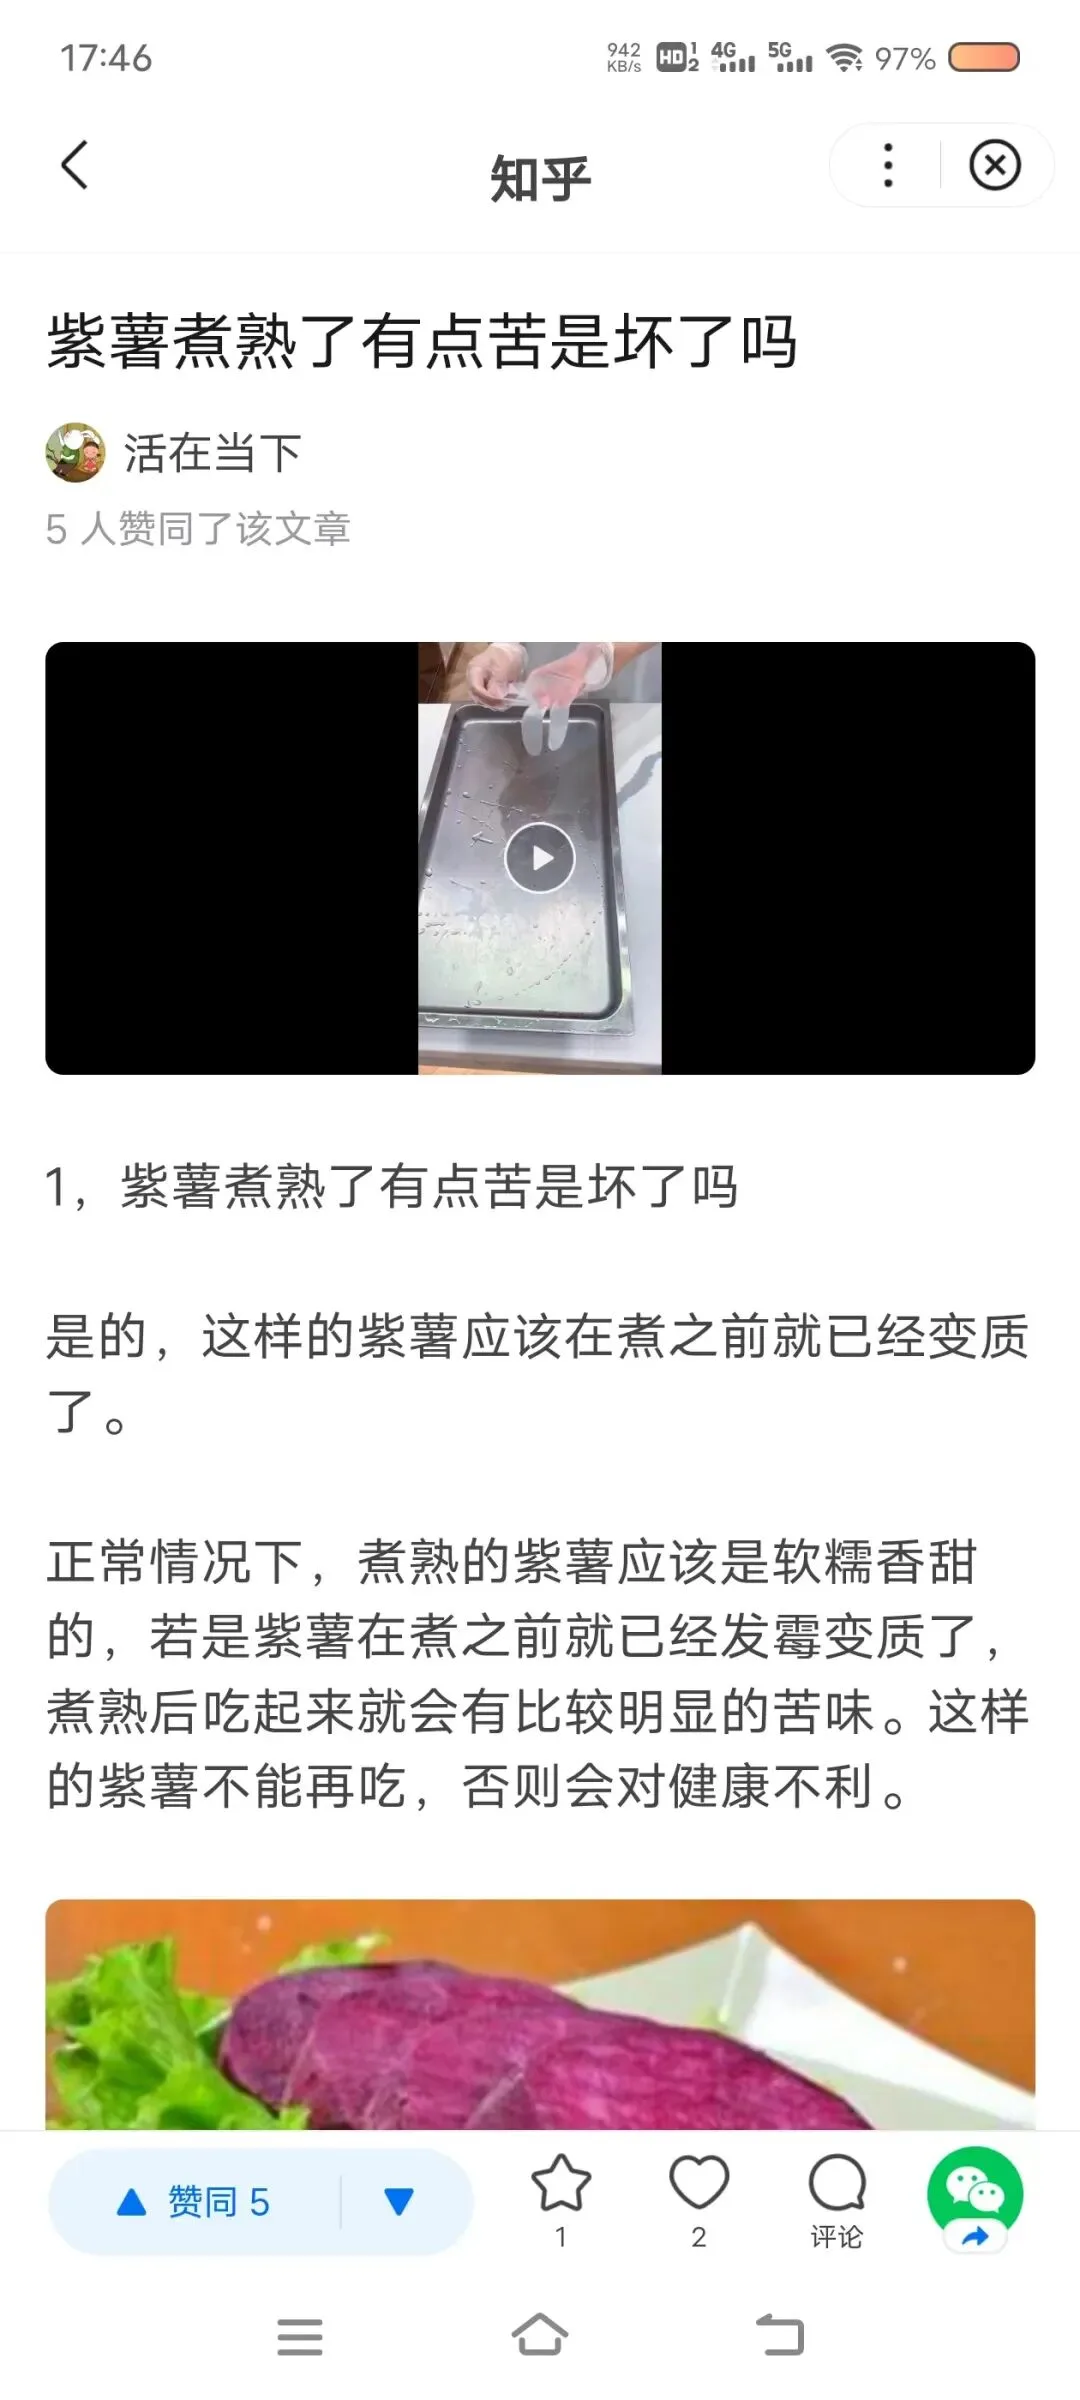 17:46
942 KB/s HD 1 2 4G 5G 97%
知乎
紫薯煮熟了有点苦是坏了吗
活在当下
5 人赞同了该文章
1，紫薯煮熟了有点苦是坏了吗
是的，这样的紫薯应该在煮之前就已经变质
了。
正常情况下，煮熟的紫薯应该是软糯香甜
的，若是紫薯在煮之前就已经发霉变质了，
煮熟后吃起来就会有比较明显的苦味。这样
的紫薯不能再吃，否则会对健康不利。
赞同 5
1
2
评论